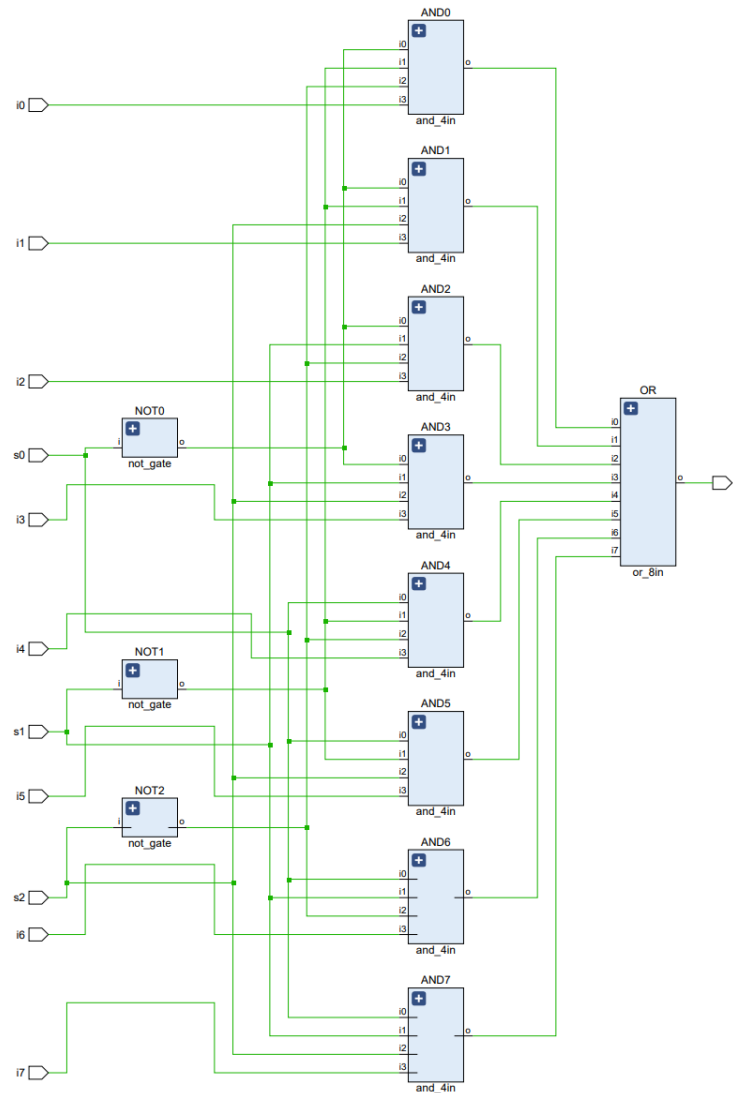 AND0
i0
i1
i2
i3
o
and_4in
i0
AND1
i0
i1
i2
i3
o
and_4in
i1
AND2
i0
i1
i2
i3
o
and_4in
i2
NOT0
i
o
not_gate
s0
AND3
i0
i1
i2
i3
o
and_4in
i3
OR
i0
i1
i2
i3
i4
i5
i6
i7
o
or_8in
AND4
i0
i1
i2
i3
o
and_4in
i4
NOT1
i
o
not_gate
s1
AND5
i0
i1
i2
i3
o
and_4in
i5
NOT2
i
o
not_gate
s2
AND6
i0
i1
i2
i3
o
and_4in
i6
AND7
i0
i1
i2
i3
o
and_4in
i7